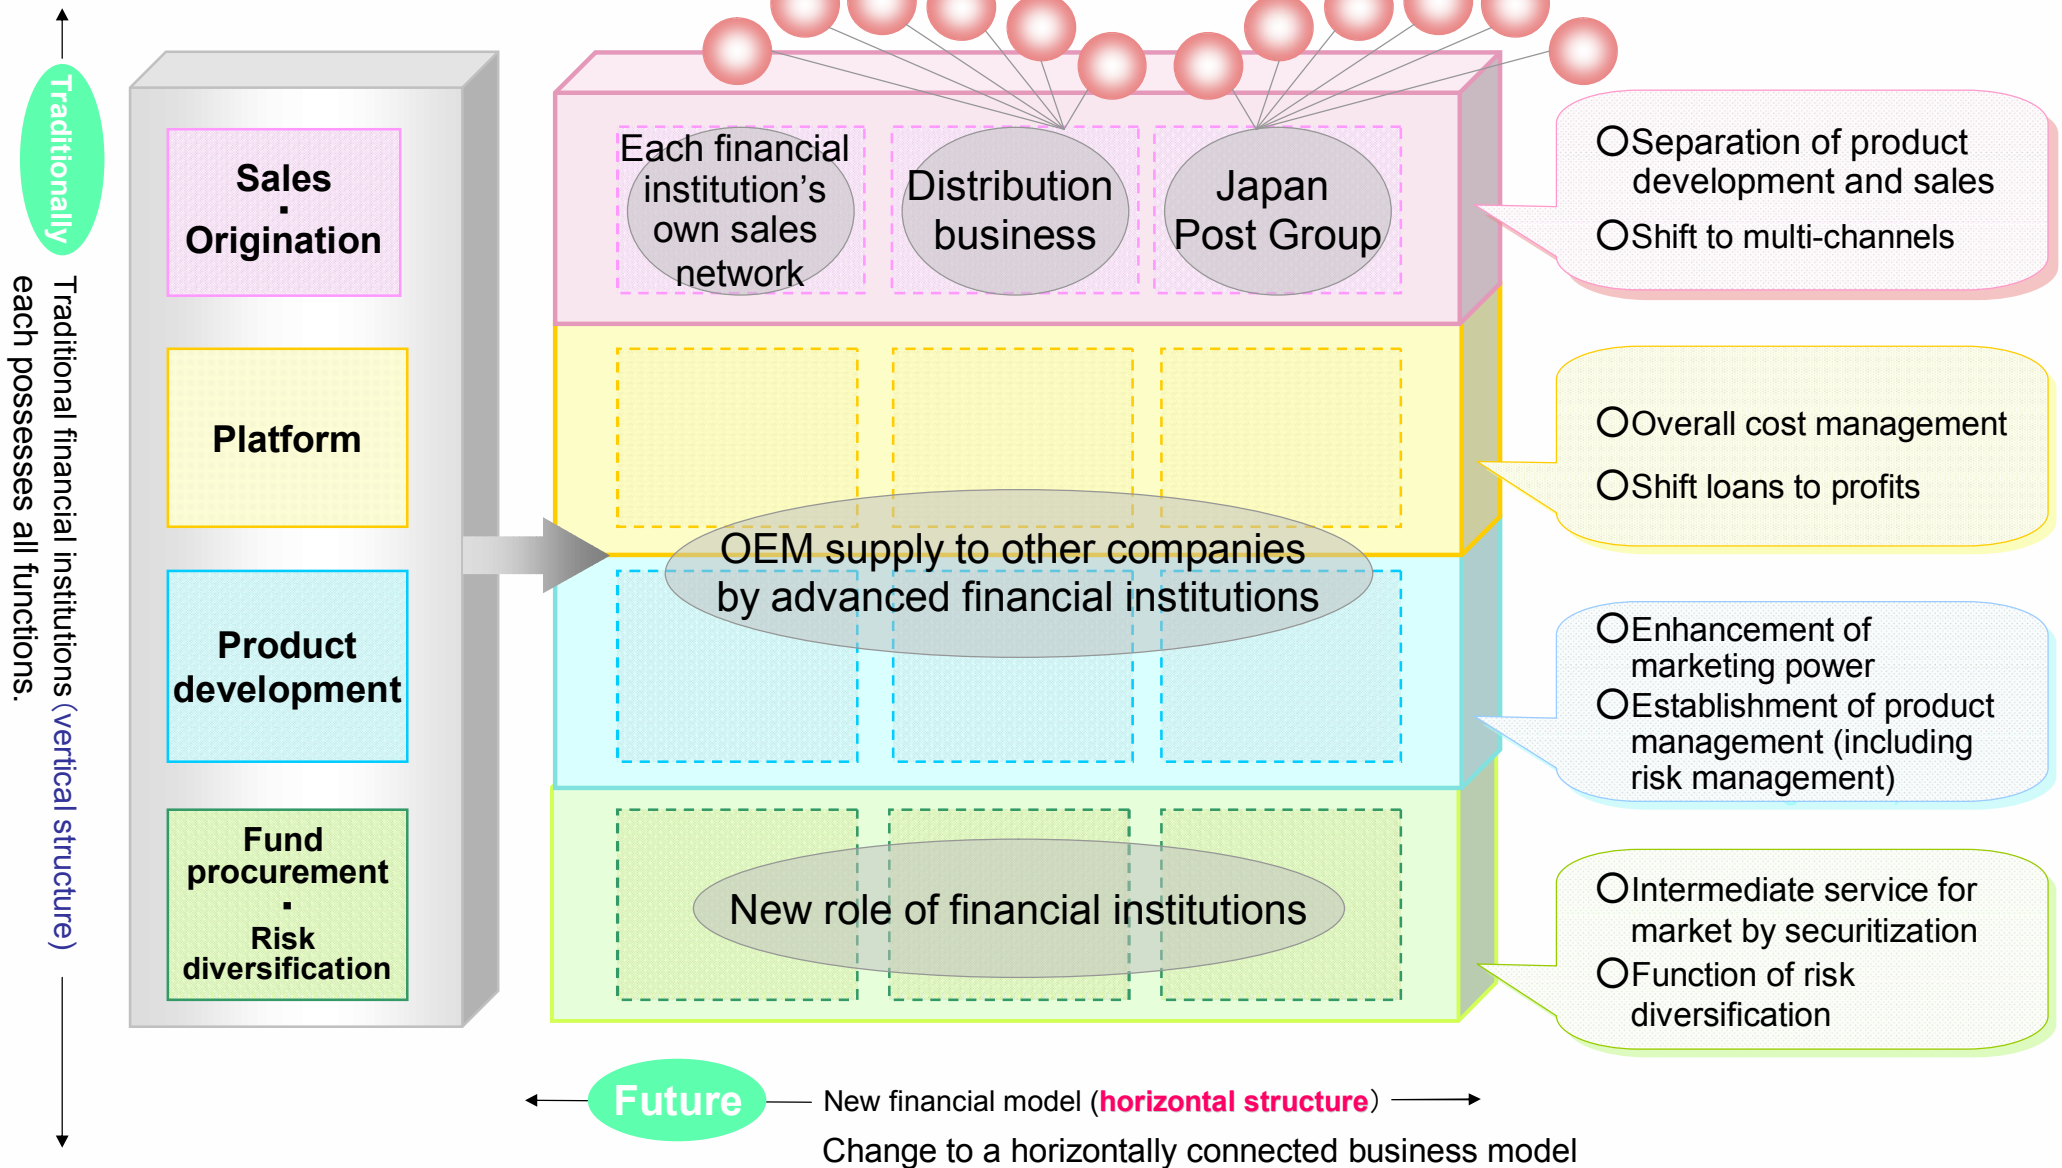 Traditionally
Traditional financial institutions (vertical structure)
each possesses all functions.
Sales
▪
Origination
Platform
Product
development
Fund
procurement
▪
Risk
diversification
Each financial
institution’s
own sales
network
Distribution
business
Japan
Post Group
OEM supply to other companies
by advanced financial institutions
New role of financial institutions
○Separation of product
development and sales
○Shift to multi-channels
○Overall cost management
○Shift loans to profits
○Enhancement of
marketing power
○Establishment of product
management (including
risk management)
○Intermediate service for
market by securitization
○Function of risk
diversification
Future
New financial model (horizontal structure)
Change to a horizontally connected business model